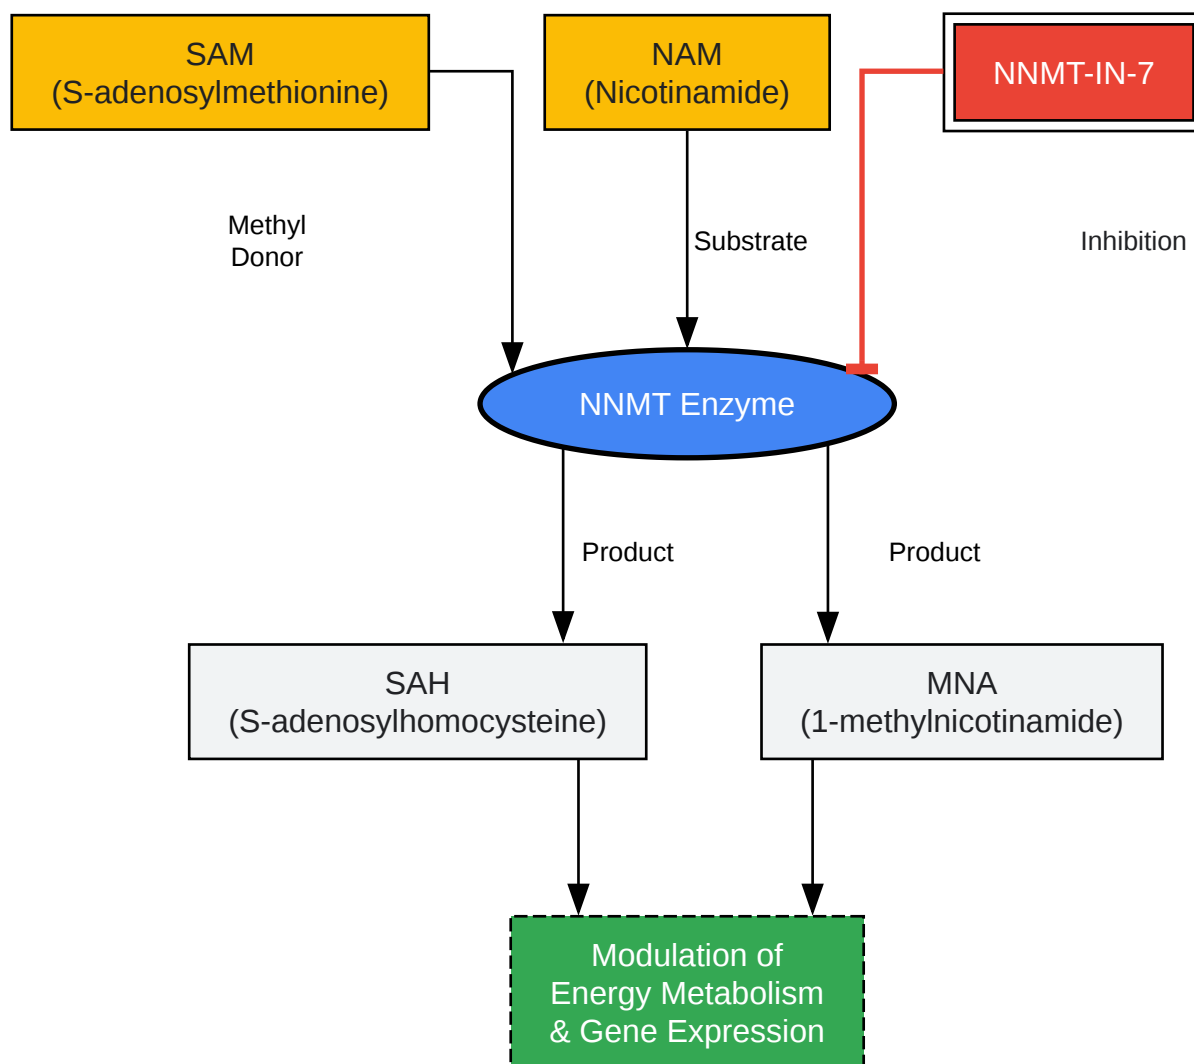 SAM
(S-adenosylmethionine)
NAM
(Nicotinamide)
NNMT-IN-7
Methyl
Donor
Substrate
Inhibition
NNMT Enzyme
Product
Product
SAH
(S-adenosylhomocysteine)
MNA
(1-methylnicotinamide)
Modulation of
Energy Metabolism
& Gene Expression